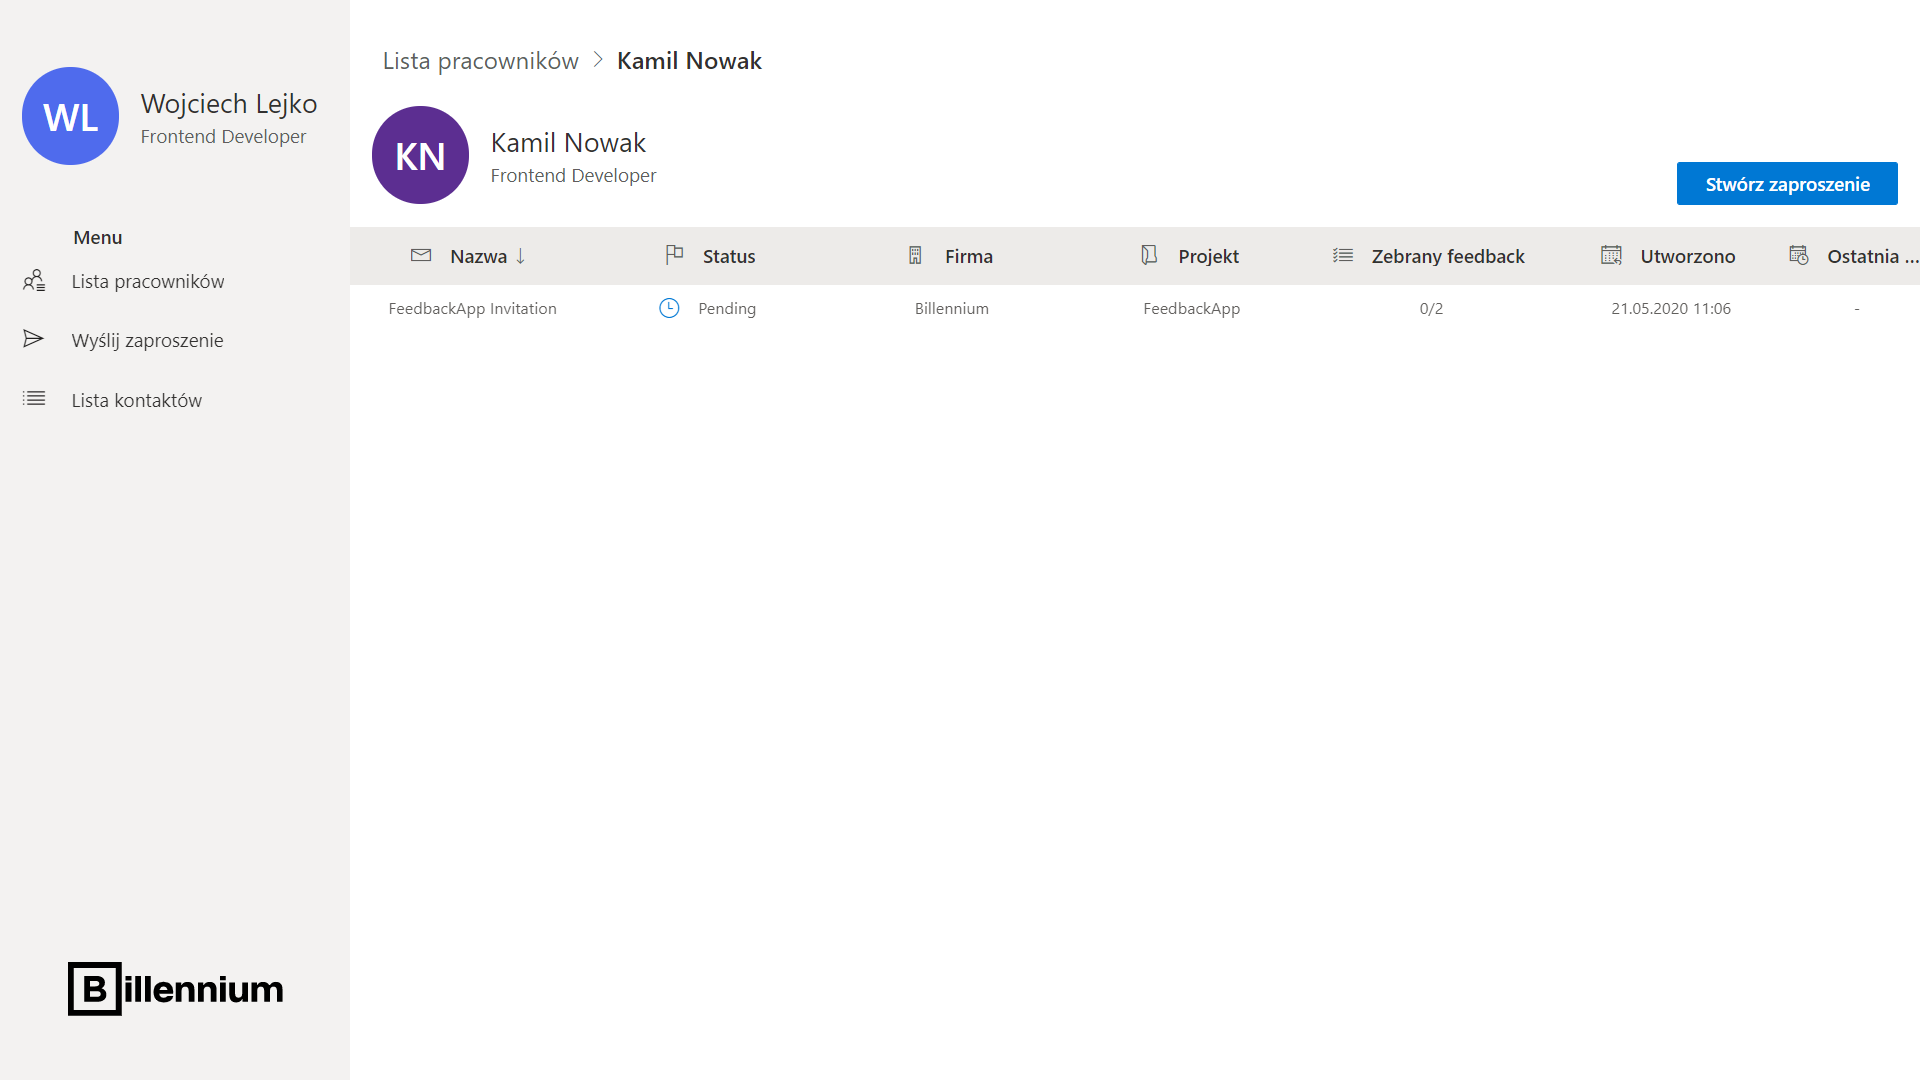 WL
Wojciech Lejko
Frontend Developer
Menu
Lista pracowników
Wyślij zaproszenie
Lista kontaktów
Billennium
Lista pracowników > Kamil Nowak
KN
Kamil Nowak
Frontend Developer
Stwórz zaproszenie
Nazwa ↓ Status Firma Projekt Zebrany feedback Utworzono Ostatnia ...
FeedbackApp Invitation Pending Billennium FeedbackApp 0/2 21.05.2020 11:06 -